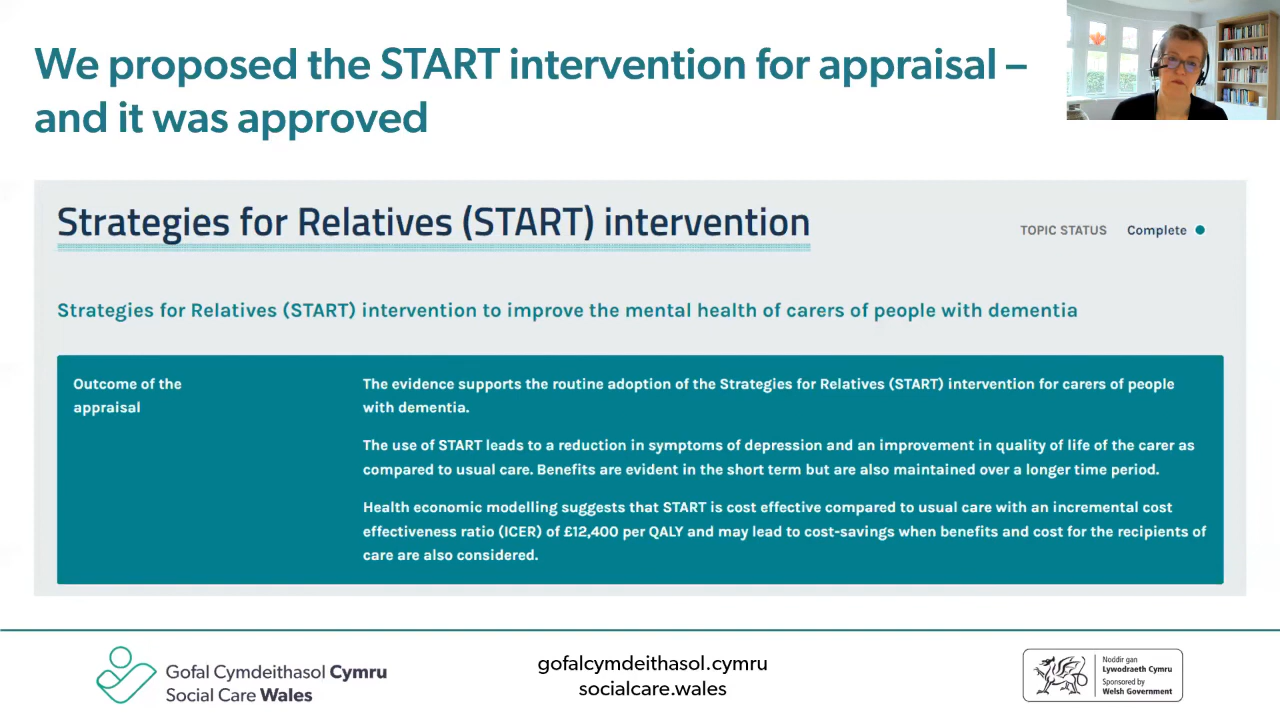 We proposed the START intervention for appraisal –
and it was approved
Strategies for Relatives (START) intervention
TOPIC STATUS Complete
Strategies for Relatives (START) intervention to improve the mental health of carers of people with dementia
Outcome of the
appraisal
The evidence supports the routine adoption of the Strategies for Relatives (START) intervention for carers of people
with dementia.
The use of START leads to a reduction in symptoms of depression and an improvement in quality of life of the carer as
compared to usual care. Benefits are evident in the short term but are also maintained over a longer time period.
Health economic modelling suggests that START is cost effective compared to usual care with an incremental cost
effectiveness ratio (ICER) of £12,400 per QALY and may lead to cost-savings when benefits and cost for the recipients of
care are also considered.
Gofal Cymdeithasol Cymru
Social Care Wales
gofalcymdeithasol.cymru
socialcare.wales
Noddir gan
Lywodraeth Cymru
Sponsored by
Welsh Government